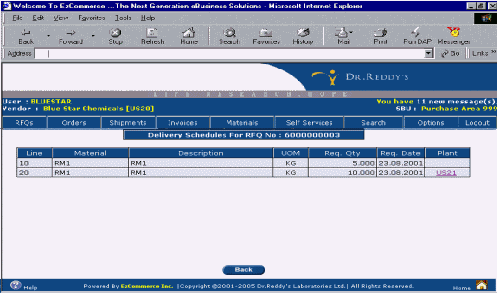 Welcome To EzCommerce ...The Next Generation eBusiness Solutions - Microsoft Internet Explorer
File Edit View Favorites Tools Help
Back Forward Stop Refresh Home Search Favorites History Mail Print Run DAP Messenger
Address Go Links »
DR.REDDY'S
User : BLUESTAR You have 11 new message(s).
Vendor : Blue Star Chemicals [US20] SBU : Purchase Area 999
RFQs Orders Shipments Invoices Materials Self Services Search Options Logout
Delivery Schedules For RFQ No : 6000000003
Line Material Description UOM Req. Qty Req. Date Plant
10 RM1 RM1 KG 5.000 23.08.2001
20 RM1 RM1 KG 10.000 23.08.2001 US21
Back
Help Powered By EzCommerce Inc. |Copyright @2001-2005 Dr.Reddy's Laboratories Ltd.| All Rights Reserved. Home